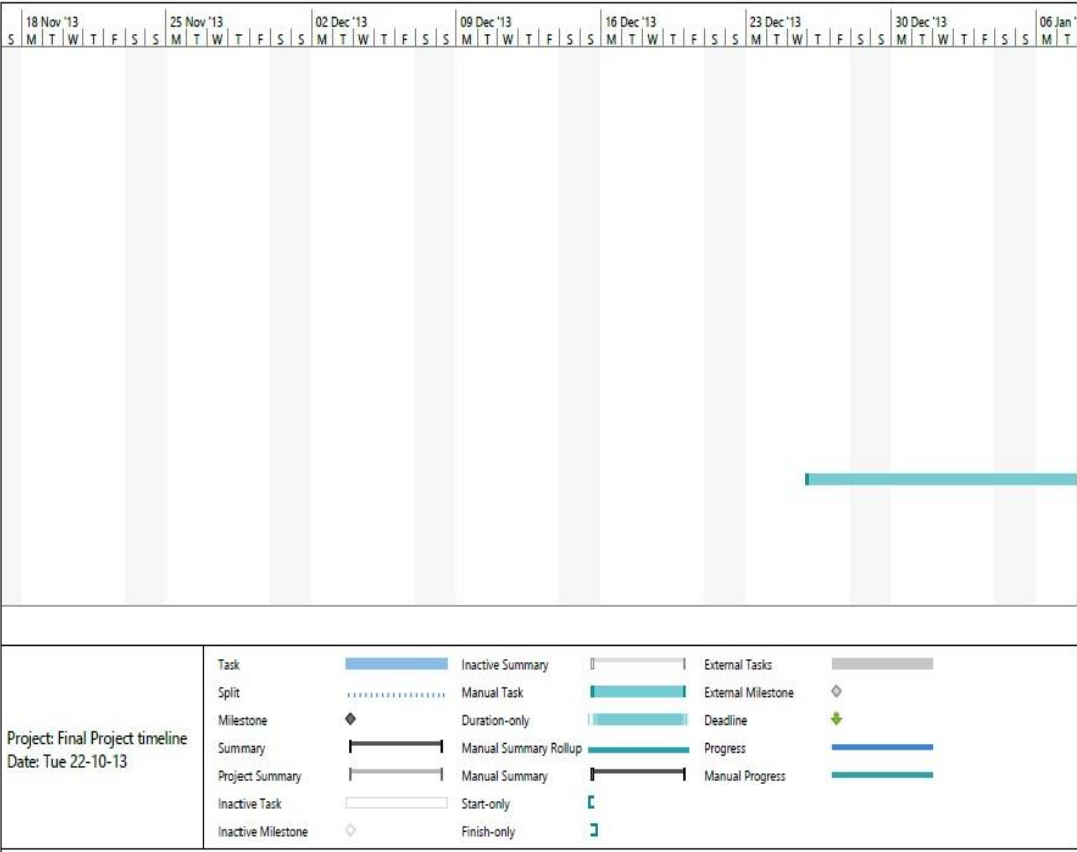 18 Nov '13 25 Nov '13 02 Dec '13 09 Dec '13 16 Dec '13 23 Dec '13 30 Dec '13 06 Jan '
S M T W T F S S M T W T F S S M T W T F S S M T W T F S S M T W T F S S M T W T F S S M T W T F S S M T
Project: Final Project timeline
Date: Tue 22-10-13
Task
Split
Milestone
Summary
Project Summary
Inactive Task
Inactive Milestone
Inactive Summary
Manual Task
Duration-only
Manual Summary Rollup
Manual Summary
Start-only
Finish-only
External Tasks
External Milestone
Deadline
Progress
Manual Progress